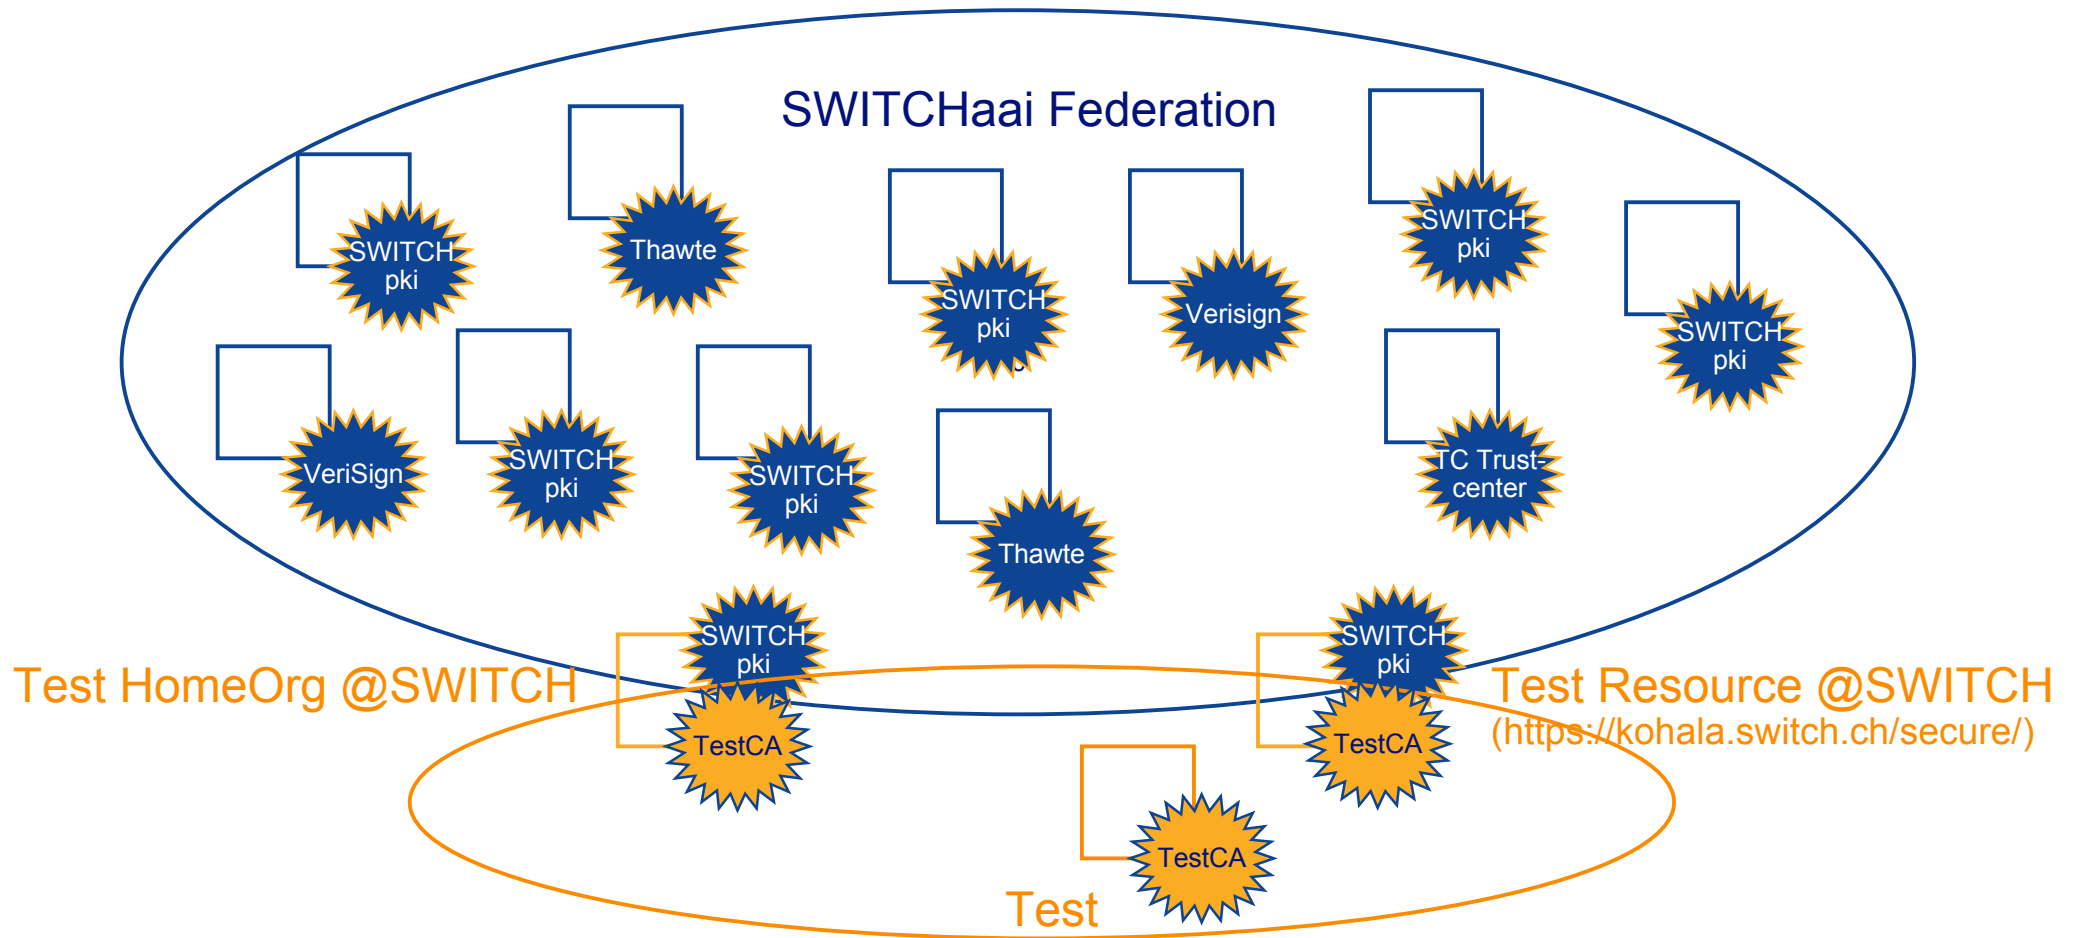 SWITCHaai Federation
SWITCH
pki
Thawte
SWITCH
pki
Verisign
SWITCH
pki
SWITCH
pki
VeriSign
SWITCH
pki
SWITCH
pki
Thawte
TC Trust-
center
SWITCH
pki
SWITCH
pki
Test HomeOrg @SWITCH
TestCA
TestCA
Test Resource @SWITCH
(https://kohala.switch.ch/secure/)
TestCA
Test